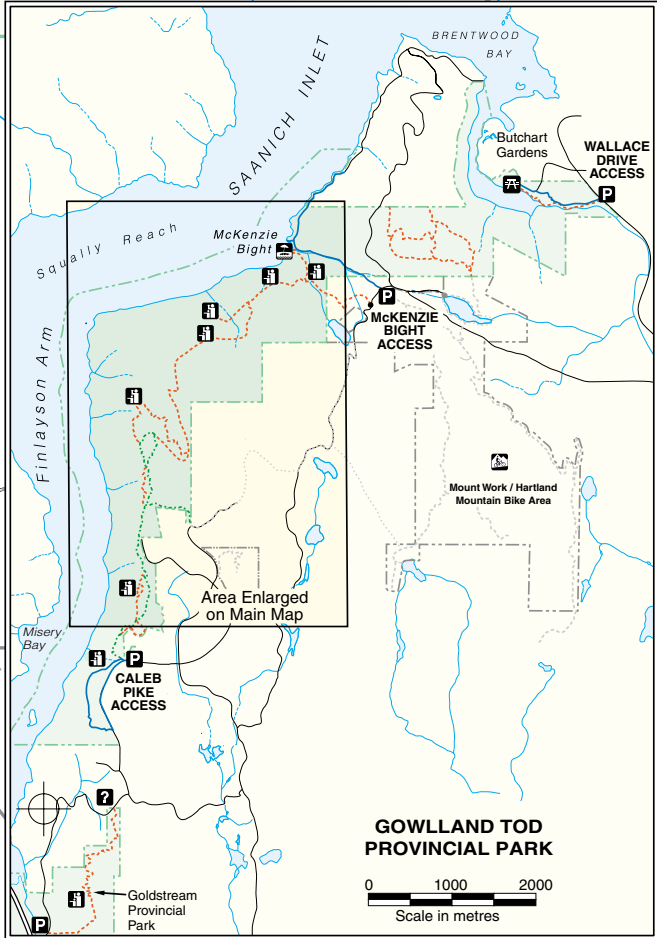 BRENTWOOD
BAY
SAANICH INLET
Butchart
Gardens
WALLACE
DRIVE
ACCESS
P
Squally Reach
McKenzie
Bight
P
McKENZIE
BIGHT
ACCESS
Finlayson Arm
Mount Work / Hartland
Mountain Bike Area
Area Enlarged
on Main Map
Misery
Bay
P
CALEB
PIKE
ACCESS
?
GOWLLAND TOD
PROVINCIAL PARK
0 1000 2000
Scale in metres
Goldstream
Provincial
Park
P